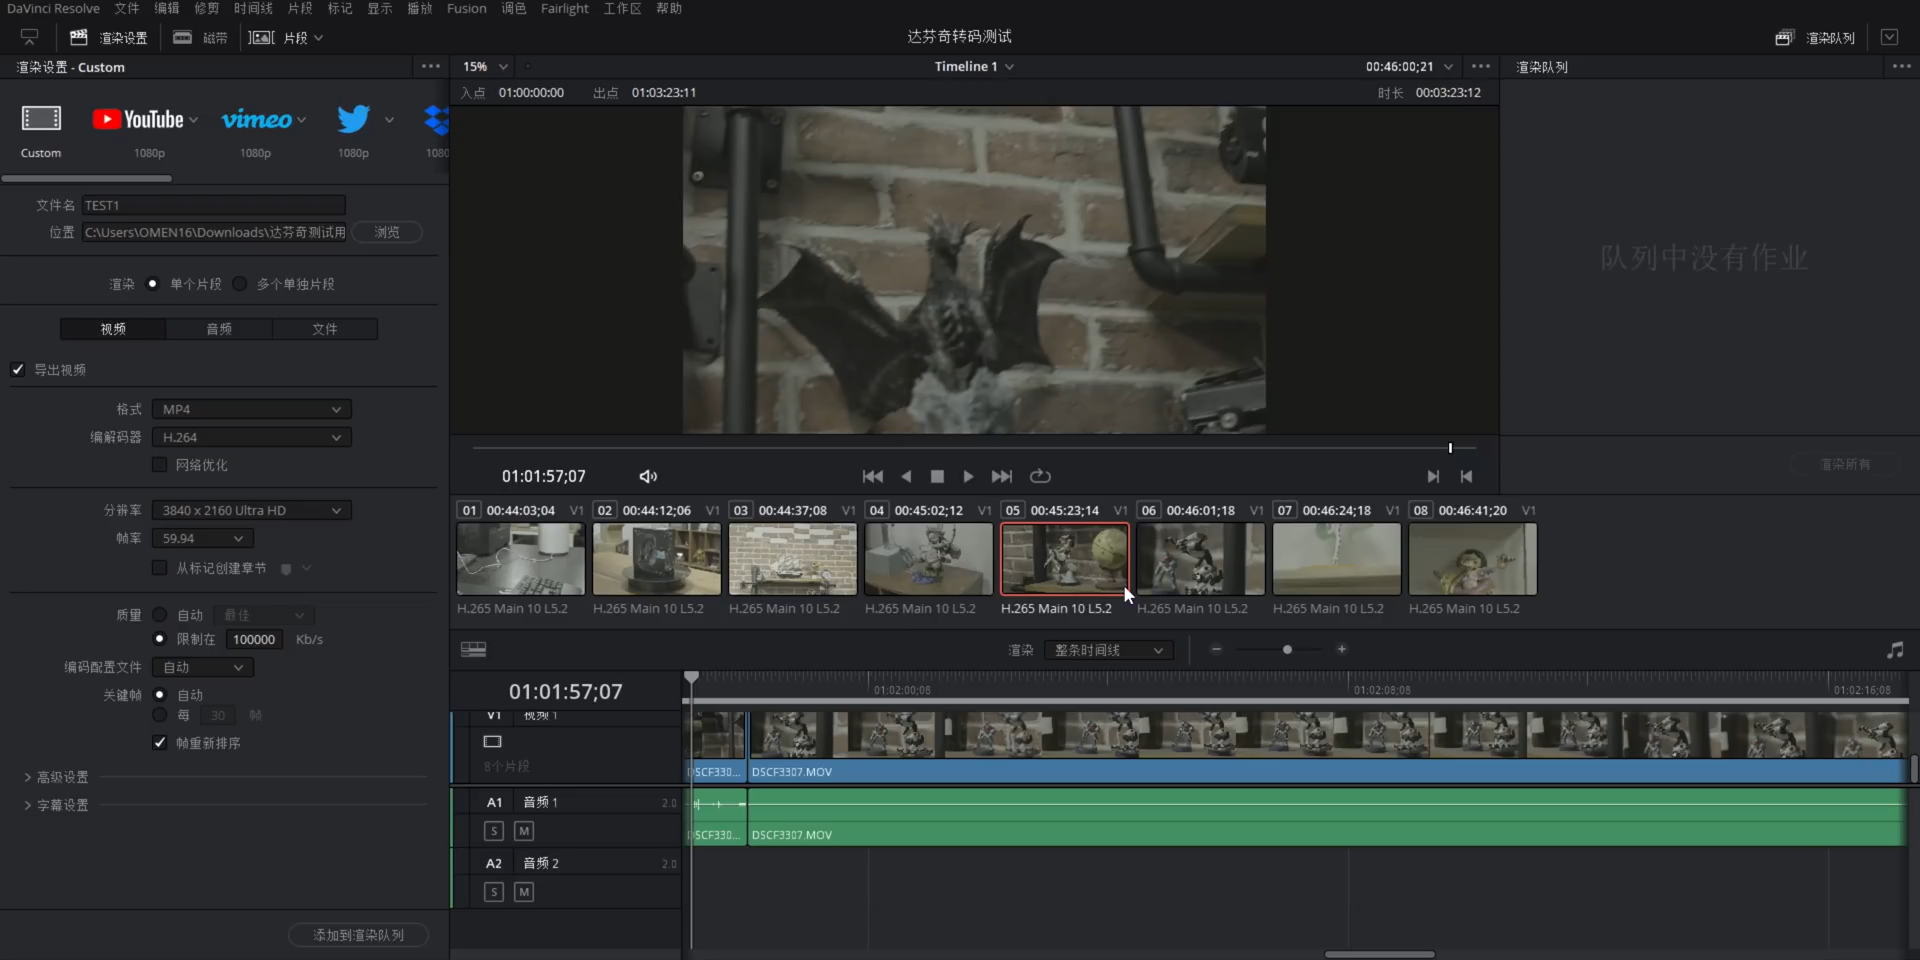 DaVinci Resolve 文件 编辑 修剪 时间线 片段 标记 显示 播放 Fusion 调色 Fairlight 工作区 帮助
渲染设置 磁带 片段 达芬奇转码测试 渲染队列
渲染设置 - Custom 15% Timeline 1 00:46:00;21 渲染队列
入点 01:00:00:00 出点 01:03:23:11 时长 00:03:23:12
YouTube vimeo
Custom 1080p 1080p 1080p 1080
文件名 TEST1
位置 C:\Users\OMEN16\Downloads\达芬奇测试用 浏览
队列中没有作业
渲染 单个片段 多个单独片段
视频 音频 文件
导出视频
格式 MP4
编解码器 H.264
网络优化
渲染所有
01:01:57;07
分辨率 3840 x 2160 Ultra HD
帧率 59.94
从标记创建章节
01 00:44:03;04 V1 02 00:44:12;06 V1 03 00:44:37;08 V1 04 00:45:02;12 V1 05 00:45:23;14 V1 06 00:46:01;18 V1 07 00:46:24;18 V1 08 00:46:41;20 V1
H.265 Main 10 L5.2 H.265 Main 10 L5.2 H.265 Main 10 L5.2 H.265 Main 10 L5.2 H.265 Main 10 L5.2 H.265 Main 10 L5.2 H.265 Main 10 L5.2 H.265 Main 10 L5.2
质量 自动 最佳
限制在 100000 Kb/s
编码配置文件 自动
关键帧 自动
每 30 帧
帧重新排序
高级设置
字幕设置
添加到渲染队列
渲染 整条时间线
01:01:57;07 01:02:00;08 01:02:08;08 01:02:16;08
V1 视频 1
8个片段
DSCF330... DSCF3307.MOV
A1 音频 1 2.0
S M DSCF330... DSCF3307.MOV
A2 音频 2 2.0
S M